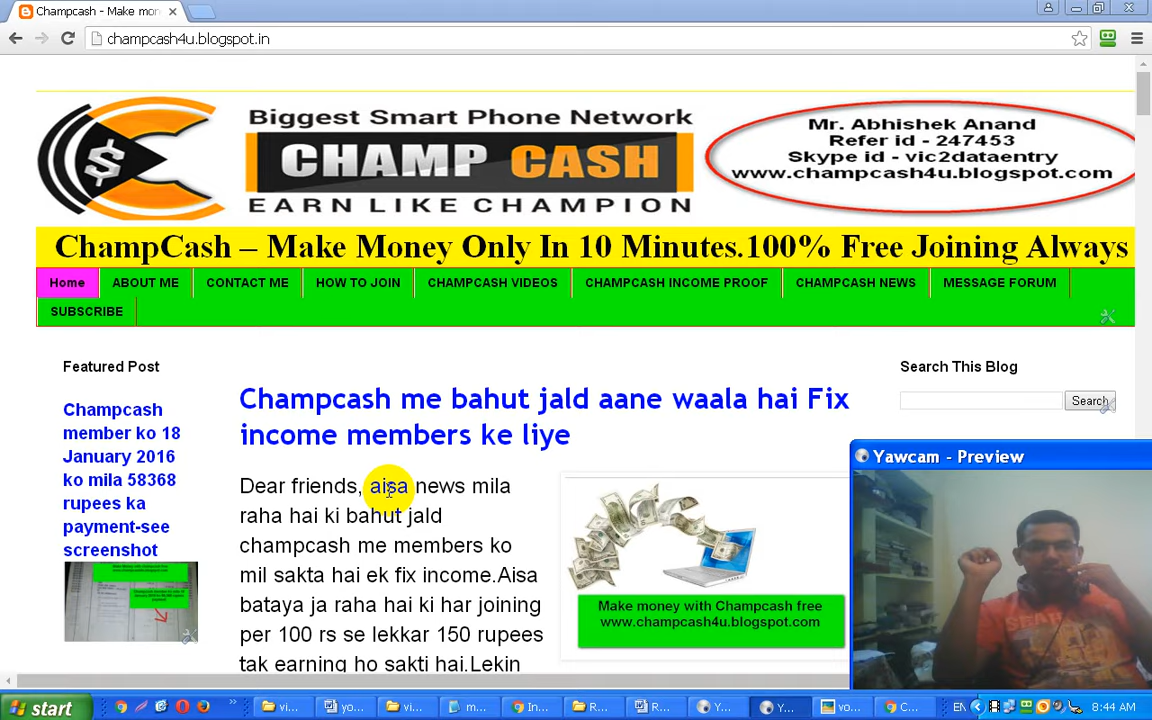 Champcash - Make mon
champcash4u.blogspot.in
Biggest Smart Phone Network
CHAMP CASH
EARN LIKE CHAMPION
Mr. Abhishek Anand
Refer id - 247453
Skype id - vic2dataentry
www.champcash4u.blogspot.com
ChampCash – Make Money Only In 10 Minutes.100% Free Joining Always
Home ABOUT ME CONTACT ME HOW TO JOIN CHAMPCASH VIDEOS CHAMPCASH INCOME PROOF CHAMPCASH NEWS MESSAGE FORUM
SUBSCRIBE
Featured Post
Champcash
member ko 18
January 2016
ko mila 58368
rupees ka
payment-see
screenshot
Champcash me bahut jald aane waala hai Fix
income members ke liye
Dear friends, aisa news mila
raha hai ki bahut jald
champcash me members ko
mil sakta hai ek fix income.Aisa
bataya ja raha hai ki har joining
per 100 rs se lekkar 150 rupees
tak earning ho sakti hai.Lekin
Make money with Champcash free
www.champcash4u.blogspot.com
Search This Blog
Search
Yawcam - Preview
start
vi...
yo...
vi...
m...
In...
R...
R...
Y...
Y...
vo...
C...
EN
8:44 AM